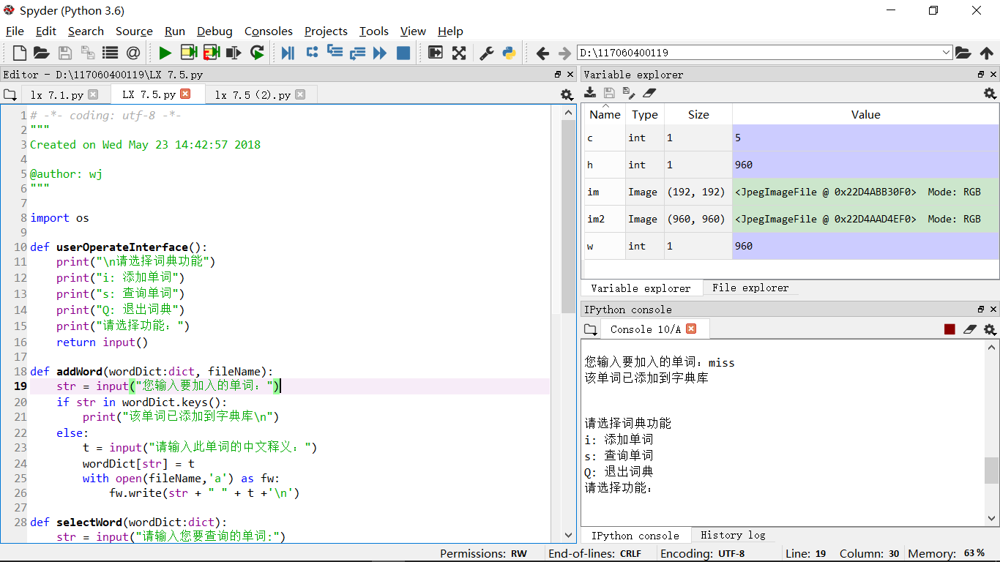 Spyder (Python 3.6)
File Edit Search Source Run Debug Consoles Projects Tools View Help
D:\117060400119
Editor - D:\117060400119\LX 7.5.py
lx 7.1.py LX 7.5.py lx 7.5（2）.py
1 # -*- coding: utf-8 -*-
2 """
3 Created on Wed May 23 14:42:57 2018
4
5 @author: wj
6 """
7
8 import os
9
10 def userOperateInterface():
11     print("\n请选择词典功能")
12     print("i: 添加单词")
13     print("s: 查询单词")
14     print("Q: 退出词典")
15     print("请选择功能：")
16     return input()
17
18 def addWord(wordDict:dict, fileName):
19     str = input("您输入要加入的单词：")
20     if str in wordDict.keys():
21         print("该单词已添加到字典库\n")
22     else:
23         t = input("请输入此单词的中文释义：")
24         wordDict[str] = t
25         with open(fileName,'a') as fw:
26             fw.write(str + " " + t +'\n')
27
28 def selectWord(wordDict:dict):
str = input("请输入您要查询的单词:")
Variable explorer
Name Type Size Value
c int 1 5
h int 1 960
im Image (192, 192) <JpegImageFile @ 0x22D4ABB30F0> Mode: RGB
im2 Image (960, 960) <JpegImageFile @ 0x22D4AAD4EF0> Mode: RGB
w int 1 960
Variable explorer File explorer
IPython console
Console 10/A
您输入要加入的单词：miss
该单词已添加到字典库
请选择词典功能
i: 添加单词
s: 查询单词
Q: 退出词典
请选择功能：
IPython console History log
Permissions: RW End-of-lines: CRLF Encoding: UTF-8 Line: 19 Column: 30 Memory: 63 %